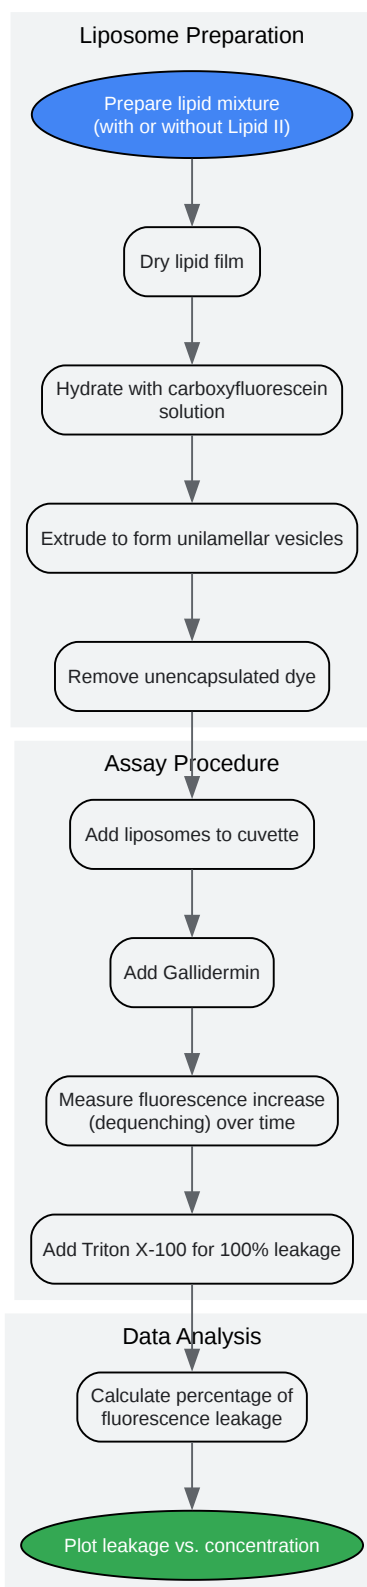 Liposome Preparation
Prepare lipid mixture
(with or without Lipid II)
Dry lipid film
Hydrate with carboxyfluorescein
solution
Extrude to form unilamellar vesicles
Remove unencapsulated dye
Assay Procedure
Add liposomes to cuvette
Add Gallidermin
Measure fluorescence increase
(dequenching) over time
Add Triton X-100 for 100% leakage
Data Analysis
Calculate percentage of
fluorescence leakage
Plot leakage vs. concentration